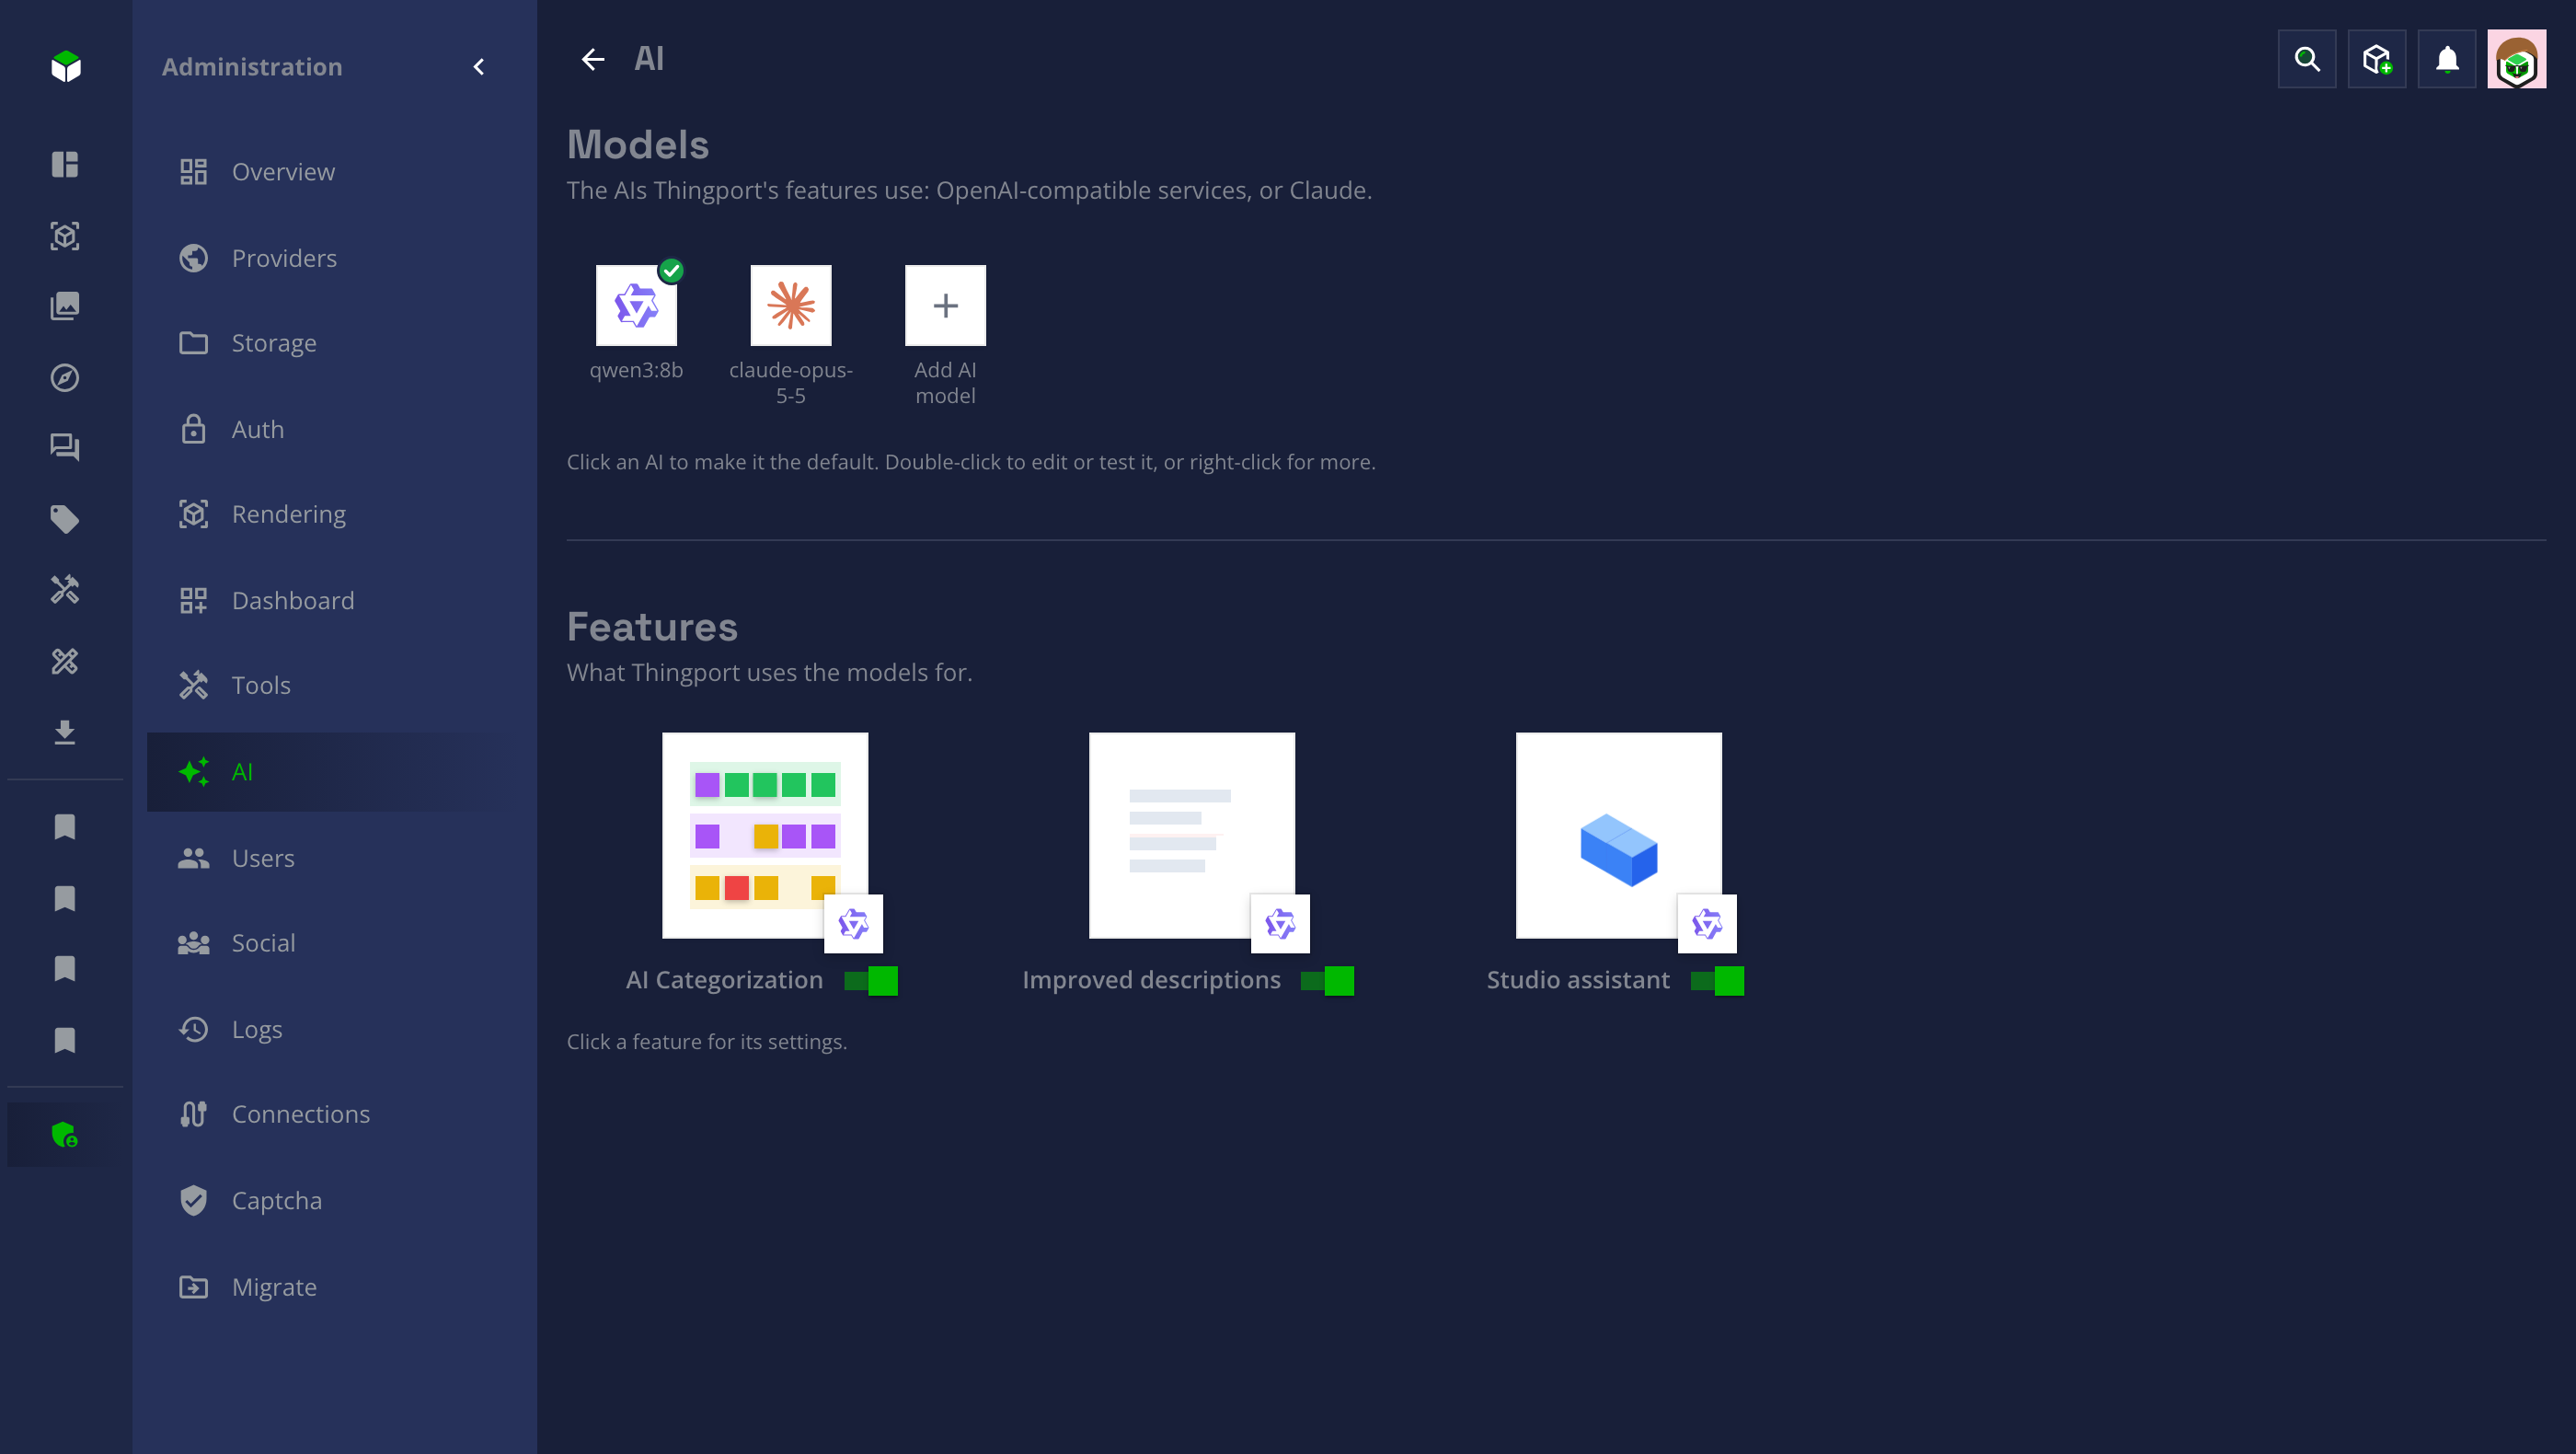 Administration
AI
Overview
Providers
Storage
Auth
Rendering
Dashboard
Tools
AI
Users
Social
Logs
Connections
Captcha
Migrate
Models
The AIs Thingport's features use: OpenAI-compatible services, or Claude.
qwen3:8b
claude-opus-
5-5
Add AI
model
Click an AI to make it the default. Double-click to edit or test it, or right-click for more.
Features
What Thingport uses the models for.
AI Categorization
Improved descriptions
Studio assistant
Click a feature for its settings.